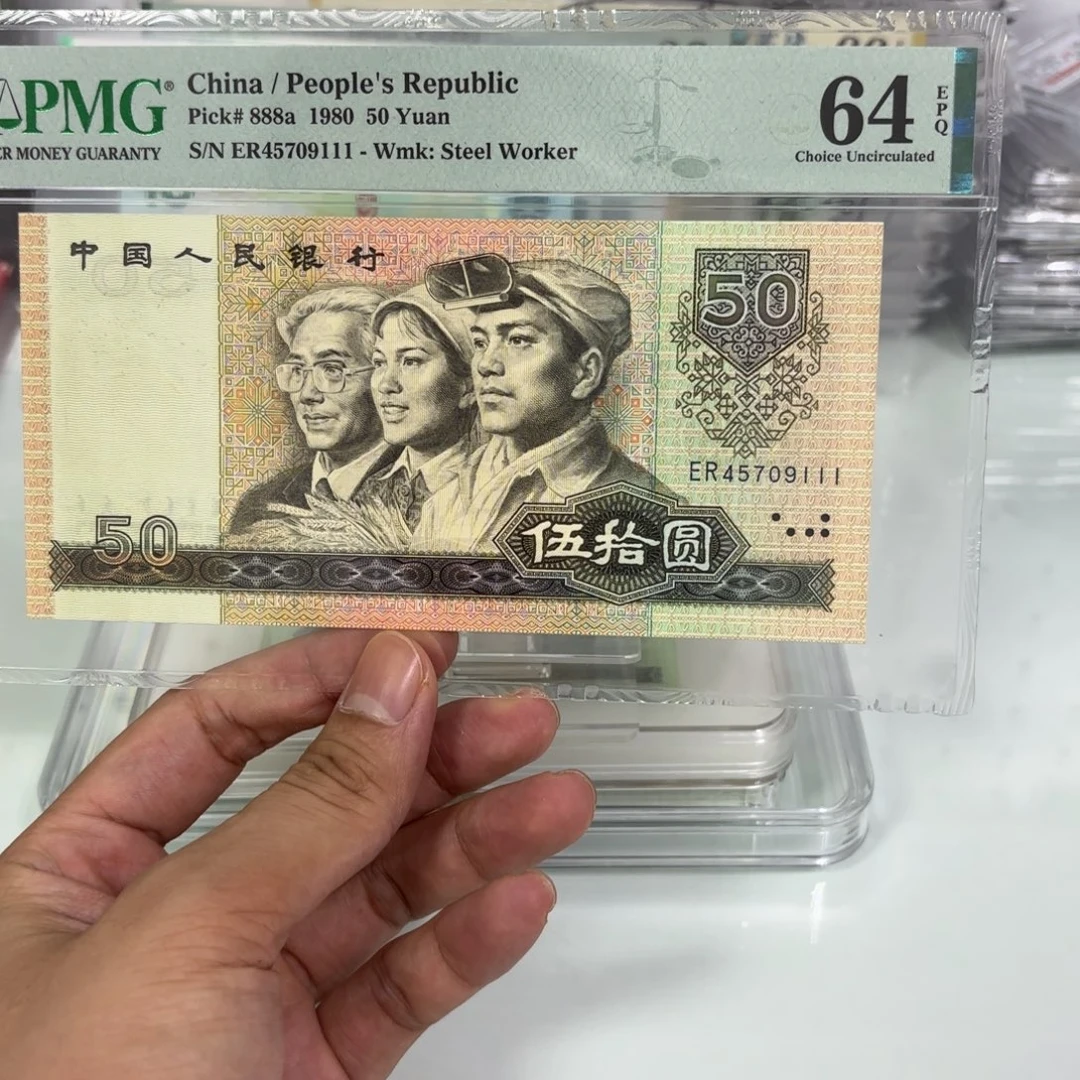 PMG® China / People's Republic
Pick# 888a 1980 50 Yuan
ER MONEY GUARANTY S/N ER45709111 - Wmk: Steel Worker
64 EPQ
Choice Uncirculated
中国人民银行
50
ER45709111
50
伍拾圆